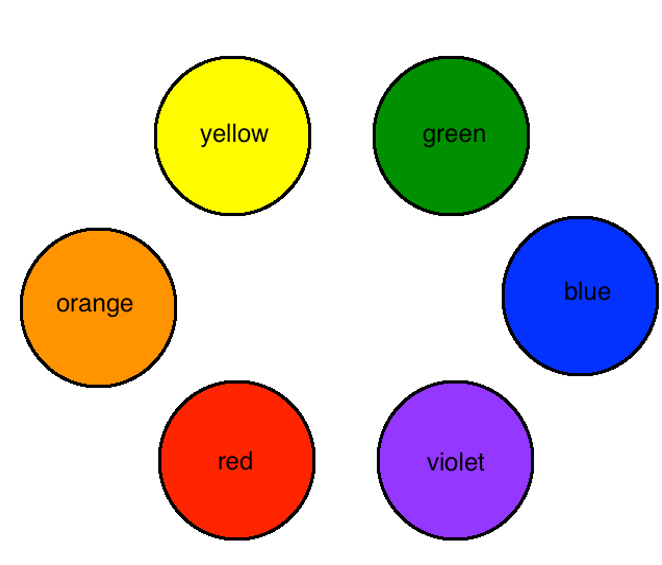 yellow
green
orange
blue
red
violet